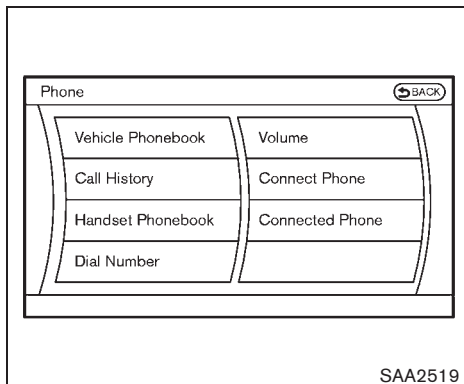 Phone
BACK
Vehicle Phonebook
Call History
Handset Phonebook
Dial Number
Volume
Connect Phone
Connected Phone
SAA2519